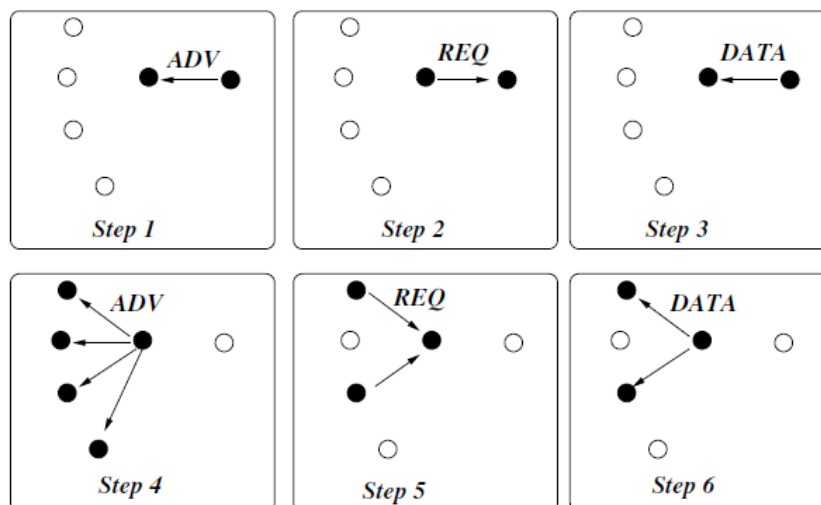 ADV
Step 1
REQ
Step 2
DATA
Step 3
ADV
Step 4
REQ
Step 5
DATA
Step 6